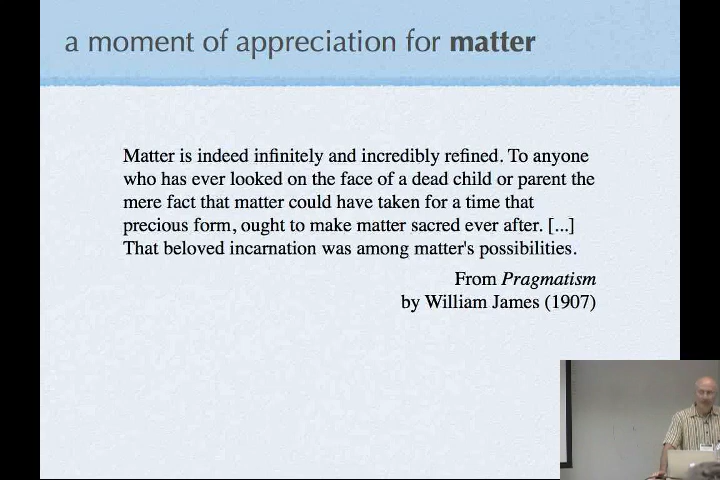 a moment of appreciation for matter
Matter is indeed infinitely and incredibly refined. To anyone
who has ever looked on the face of a dead child or parent the
mere fact that matter could have taken for a time that
precious form, ought to make matter sacred ever after. [...]
That beloved incarnation was among matter's possibilities.
From Pragmatism
by William James (1907)